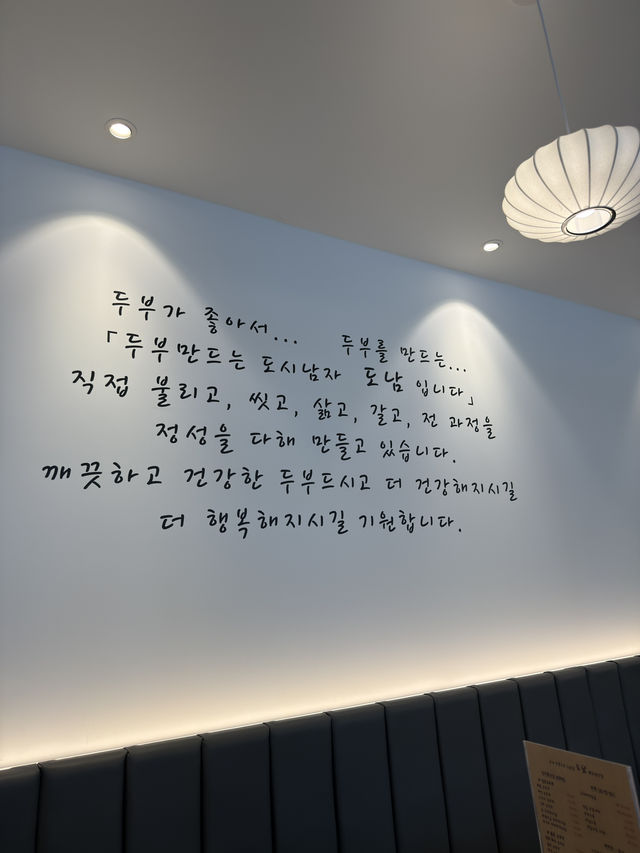 두부가 좋아서... 두부를 만드는...
「두부만드는 도시남자 도남 입니다」
직접 불리고, 씻고, 삶고, 갈고, 전 과정을
정성을 다해 만들고 있습니다.
깨끗하고 건강한 두부드시고 더 건강해지시길
더 행복해지시길 기원합니다.